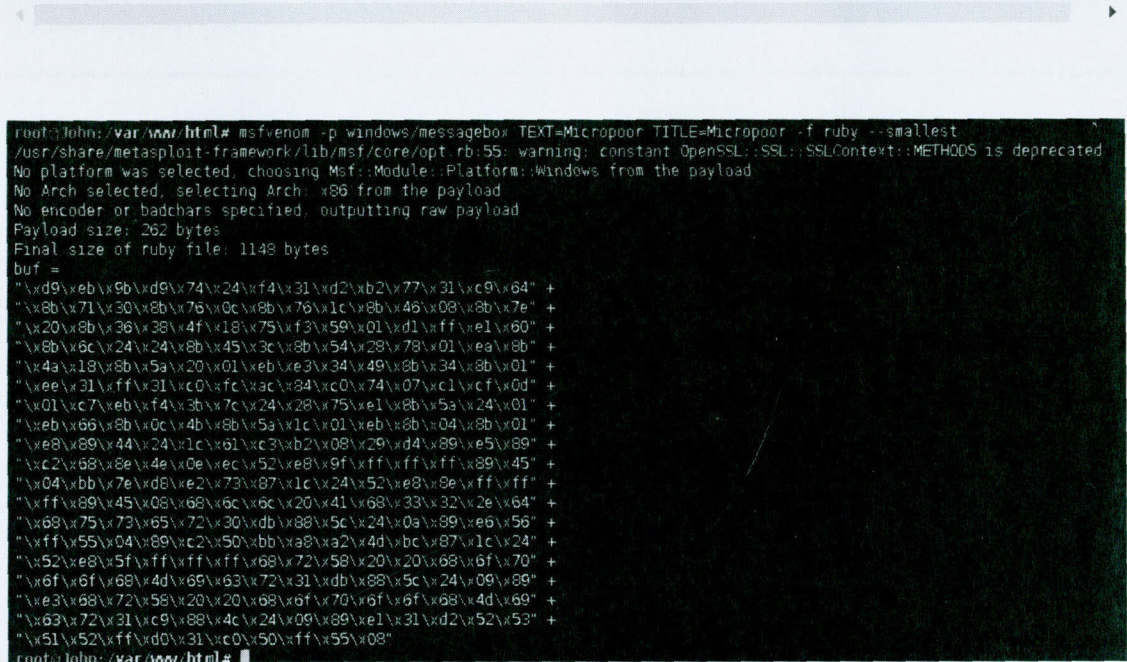 root@John:/var/www/html# msfvenom -p windows/messagebox TEXT=Micropoor TITLE=Micropoor -f ruby --smallest
/usr/share/metasploit-framework/lib/msf/core/opt.rb:55: warning: constant OpenSSL::SSL::SSLContext::METHODS is deprecated
No platform was selected, choosing Msf::Module::Platform::Windows from the payload
No Arch selected, selecting Arch: x86 from the payload
No encoder or badchars specified, outputting raw payload
Payload size: 262 bytes
Final size of ruby file: 1148 bytes
buf =
"\xd9\xeb\x9b\xd9\x74\x24\xf4\x31\xd2\xb2\x77\x31\xc9\x64" +
"\x8b\x71\x30\x8b\x76\x0c\x8b\x76\x1c\x8b\x46\x08\x8b\x7e" +
"\x20\x8b\x36\x38\x4f\x18\x75\xf3\x59\x01\xd1\xff\xe1\x60" +
"\x8b\x6c\x24\x24\x8b\x45\x3c\x8b\x54\x28\x78\x01\xea\x8b" +
"\x4a\x18\x8b\x5a\x20\x01\xeb\xe3\x34\x49\x8b\x34\x8b\x01" +
"\xee\x31\xff\x31\xc0\xfc\xac\x84\xc0\x74\x07\xc1\xcf\x0d" +
"\x01\xc7\xeb\xf4\x3b\x7c\x24\x28\x75\xe1\x8b\x5a\x24\x01" +
"\xeb\x66\x8b\x0c\x4b\x8b\x5a\x1c\x01\xeb\x8b\x04\x8b\x01" +
"\xe8\x89\x44\x24\x1c\x61\xc3\xb2\x08\x29\xd4\x89\xe5\x89" +
"\xc2\x68\x8e\x4e\x0e\xec\x52\xe8\x9f\xff\xff\xff\x89\x45" +
"\x04\xbb\x7e\xd8\xe2\x73\x87\x1c\x24\x52\xe8\x8e\xff\xff" +
"\xff\x89\x45\x08\x68\x6c\x6c\x20\x41\x68\x33\x32\x2e\x64" +
"\x68\x75\x73\x65\x72\x30\xdb\x88\x5c\x24\x0a\x89\xe6\x56" +
"\xff\x55\x04\x89\xc2\x50\xbb\xa8\xa2\x4d\xbc\x87\x1c\x24" +
"\x52\xe8\x5f\xff\xff\xff\x68\x72\x58\x20\x20\x68\x6f\x70" +
"\x6f\x6f\x68\x4d\x69\x63\x72\x31\xdb\x88\x5c\x24\x09\x89" +
"\xe3\x68\x72\x58\x20\x20\x68\x6f\x70\x6f\x6f\x68\x4d\x69" +
"\x63\x72\x31\xc9\x88\x4c\x24\x09\x89\xe1\x31\xd2\x52\x53" +
"\x51\x52\xff\xd0\x31\xc0\x50\xff\x55\x08"
root@John:/var/www/html#